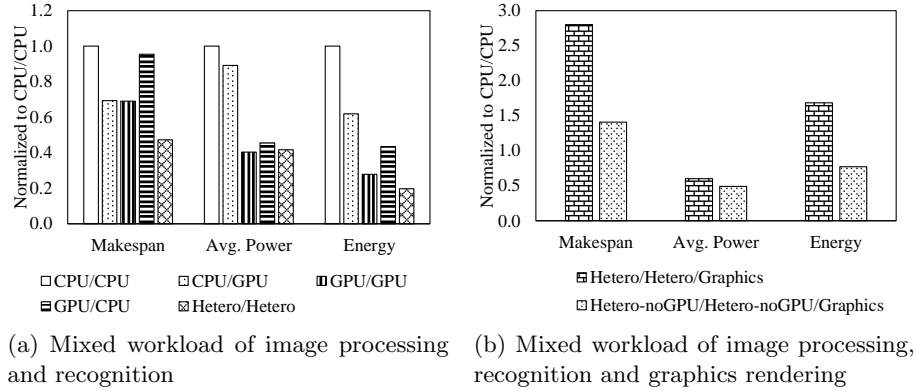 1.2
1.0
0.8
0.6
0.4
0.2
0.0
Normalized to CPU/CPU
Makespan Avg. Power Energy
CPU/CPU CPU/GPU GPU/GPU
GPU/CPU Hetero/Hetero
(a) Mixed workload of image processing
and recognition
3.0
2.5
2.0
1.5
1.0
0.5
0.0
Normalized to CPU/CPU
Makespan Avg. Power Energy
Hetero/Hetero/Graphics
Hetero-noGPU/Hetero-noGPU/Graphics
(b) Mixed workload of image processing,
recognition and graphics rendering